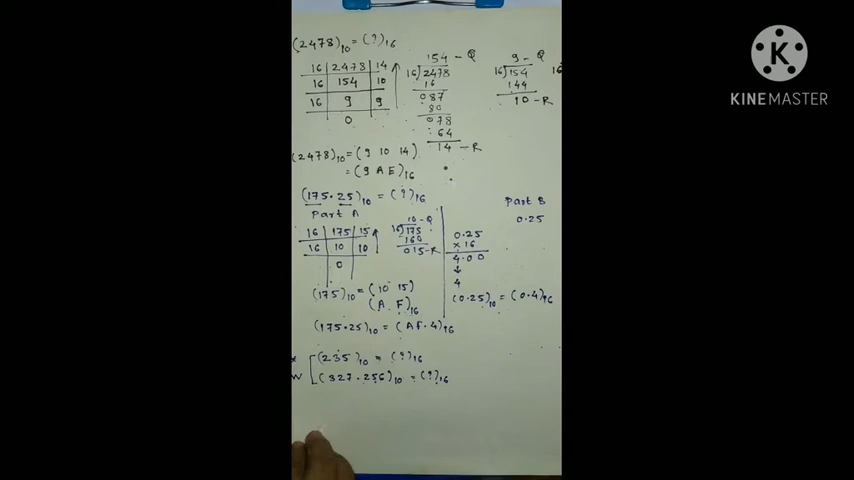 (2478)10 = (?)16
16 | 2478 | 14
16 | 154 | 10
16 | 9 | 9
0
154 - Q
16 2478
16
087
80
078
64
14 - R
9 - Q
16 154
144
10 - R
16
(2478)10 = (9 10 14)
= (9 A E)16
(175.25)10 = (?)16
Part A
16 | 175 | 15
16 | 10 | 10
0
10 - Q
16 175
160
015 - R
(175)10 = (10 15)
(A F)16
Part B
0.25
0.25
x 16
4.00
↓
4
(0.25)10 = (0.4)16
(175.25)10 = (AF.4)16
(235)10 = (?)16
(327.256)10 = (?)16
K
KINEMASTER